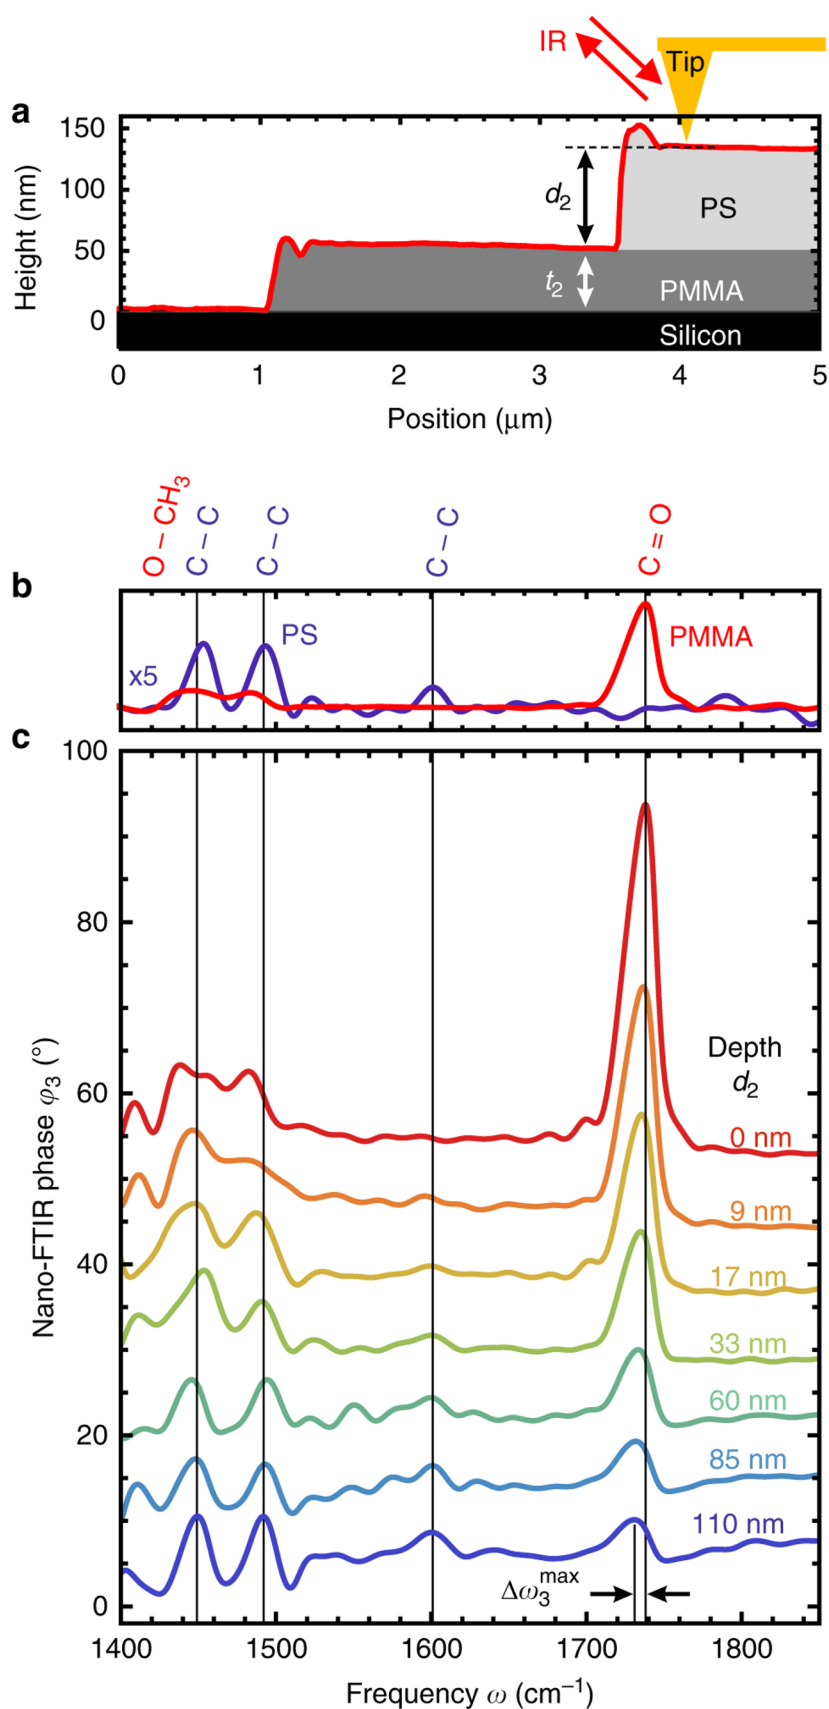 IR
Tip
a
150
100
50
0
Height (nm)
d2
PS
t2
PMMA
Silicon
0 1 2 3 4 5
Position (μm)
O – CH3
C – C
C – C
C – C
C = O
b
x5
PS
PMMA
c
100
80
60
40
20
0
Nano-FTIR phase φ3 (°)
Depth
d2
0 nm
9 nm
17 nm
33 nm
60 nm
85 nm
110 nm
Δω3max
1400 1500 1600 1700 1800
Frequency ω (cm–1)